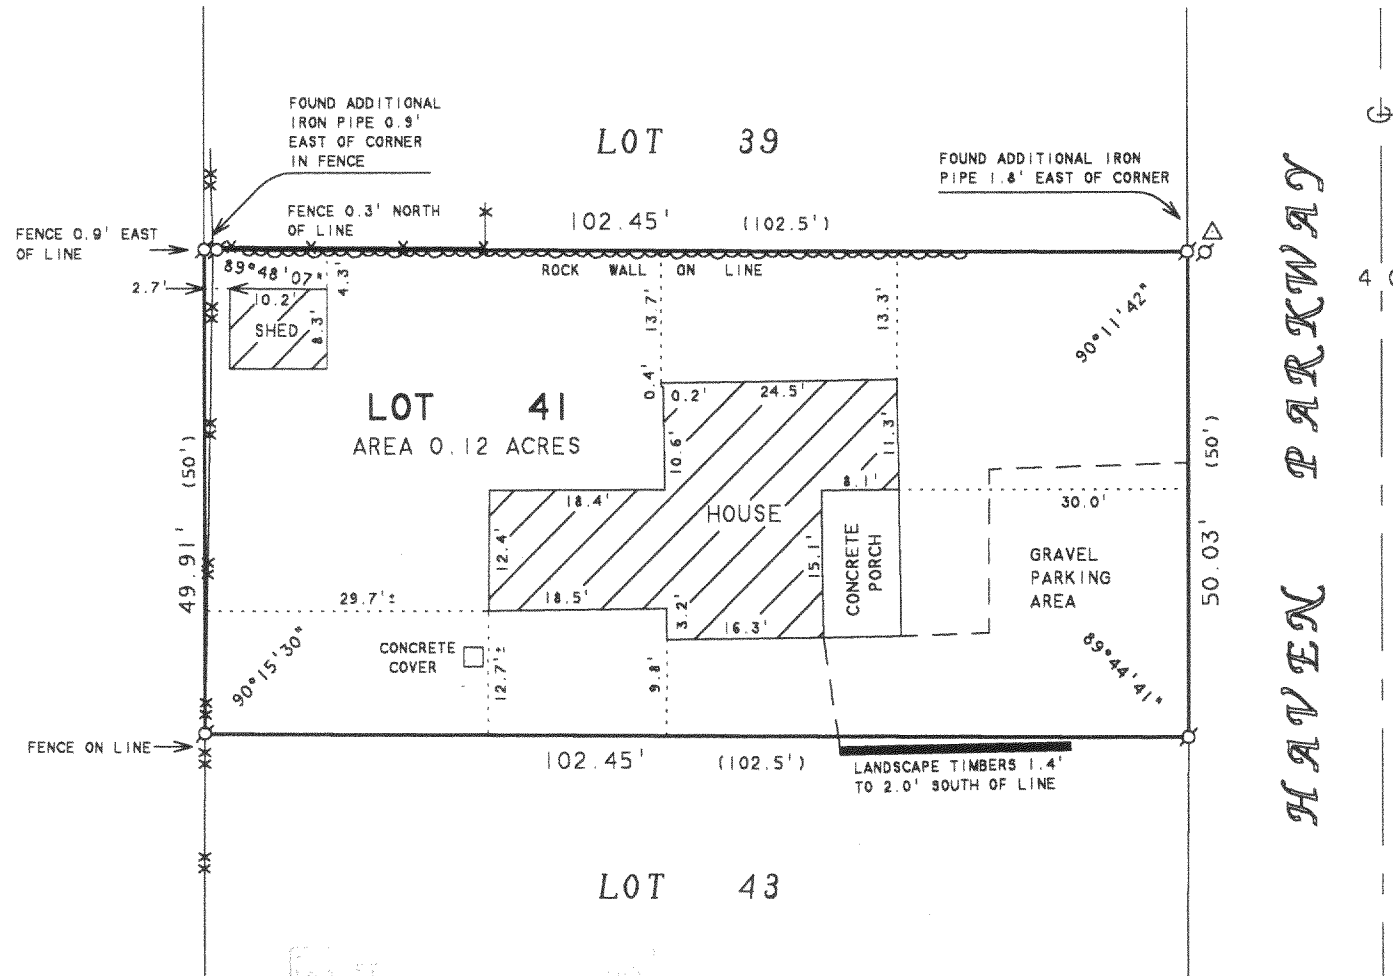 FOUND ADDITIONAL
IRON PIPE 0.9'
EAST OF CORNER
IN FENCE
LOT 39
FOUND ADDITIONAL IRON
PIPE 1.8' EAST OF CORNER
FENCE 0.3' NORTH
OF LINE
102.45' (102.5')
FENCE 0.9' EAST
OF LINE
ROCK WALL ON LINE
89°48'07"
4.3'
2.7'
10.2'
8.3'
SHED
13.7'
13.3'
90°11'42"
HAVEN PARKWAY
LOT 41
AREA 0.12 ACRES
0.4'
0.2'
24.5'
10.6'
11.3'
8.1'
(50')
49.91'
(50')
50.03'
18.4'
HOUSE
30.0'
12.4'
15.1'
CONCRETE
PORCH
GRAVEL
PARKING
AREA
29.7'±
18.5'
3.2'
16.3'
90°15'30"
CONCRETE
COVER
12.7'±
9.8'
89°44'41"
FENCE ON LINE
102.45' (102.5')
LANDSCAPE TIMBERS 1.4'
TO 2.0' SOUTH OF LINE
LOT 43